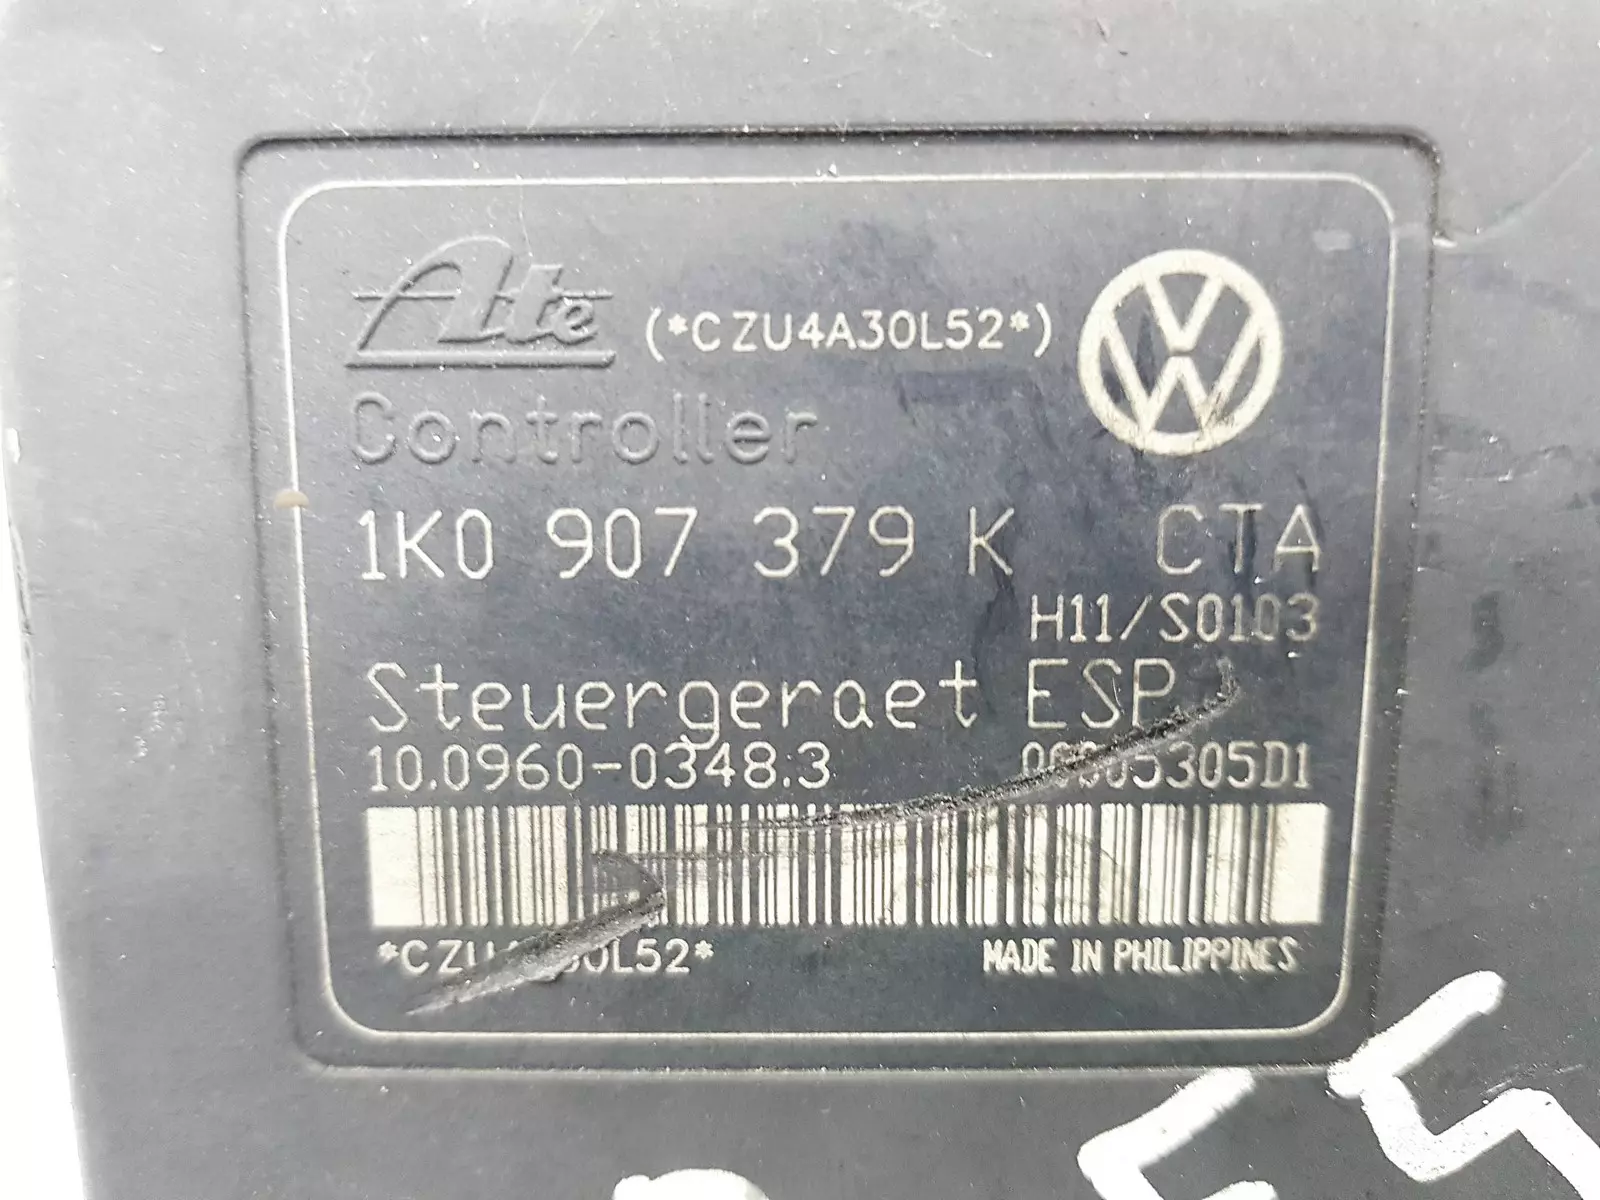 Ate (*CZU4A30L52*)
Controller
1K0 907 379 K CTA
H11/S0103
Steuergeraet ESP
10.0960-0348.3
MADE IN PHILIPPINES